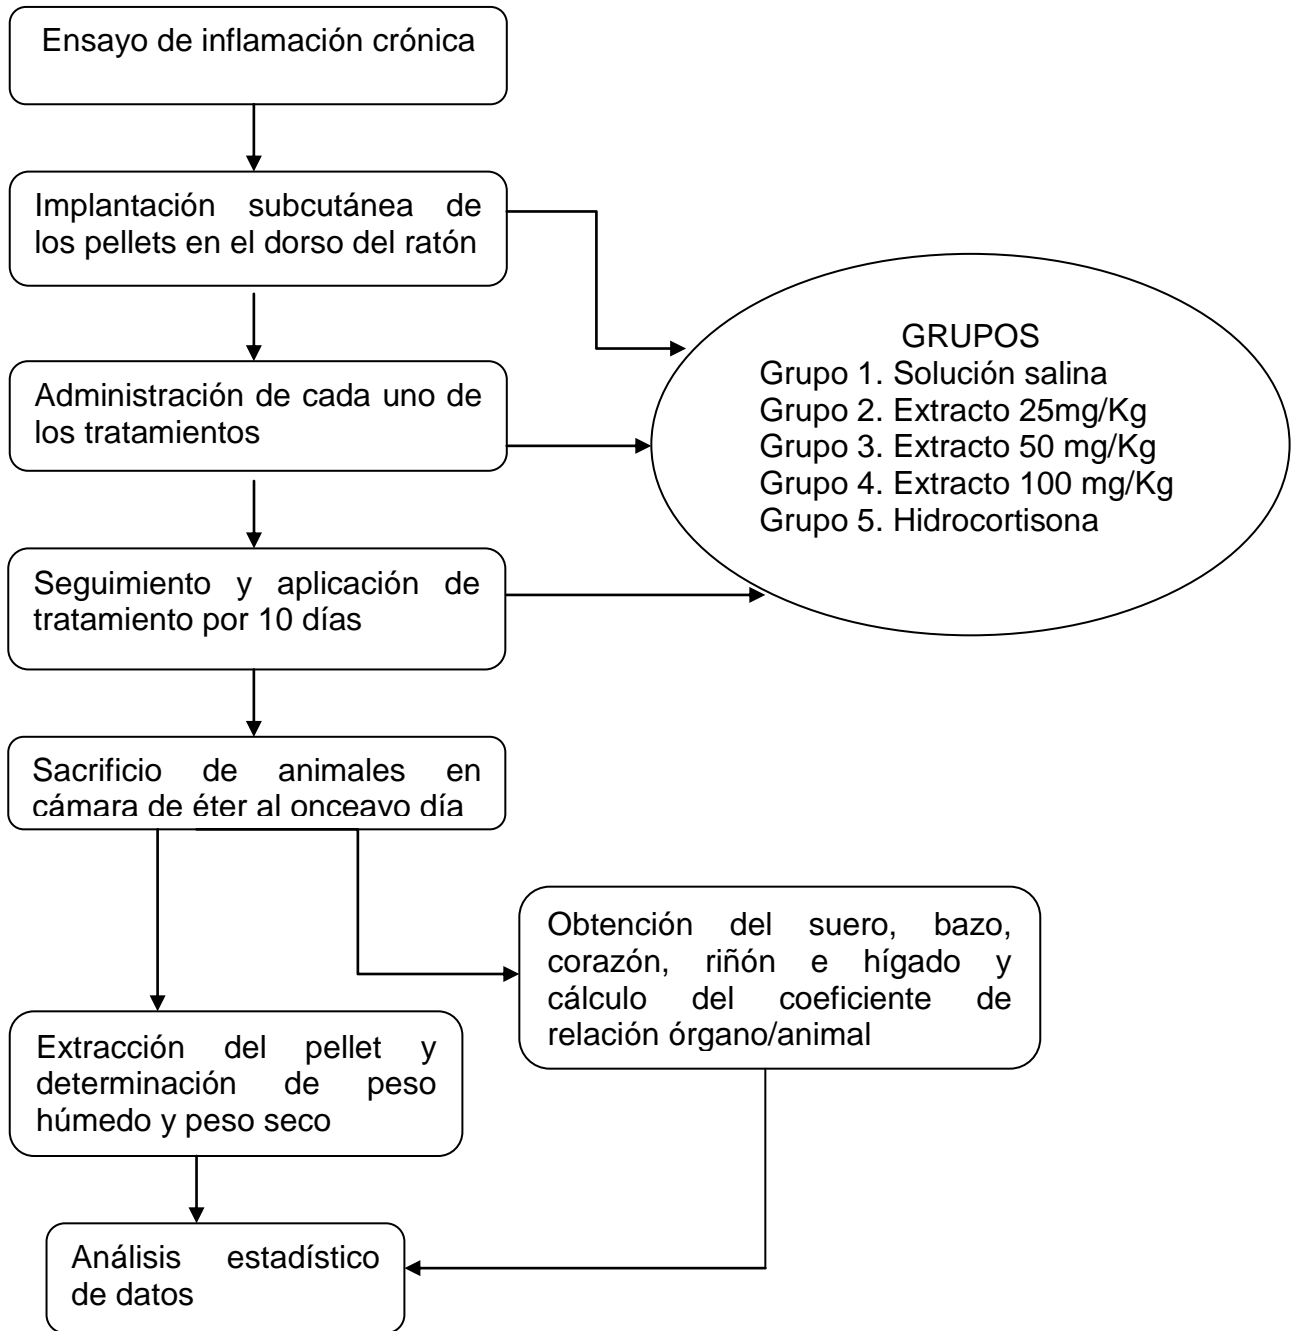 Ensayo de inflamación crónica
Implantación subcutánea de
los pellets en el dorso del ratón
Administración de cada uno de
los tratamientos
Seguimiento y aplicación de
tratamiento por 10 días
GRUPOS
Grupo 1. Solución salina
Grupo 2. Extracto 25mg/Kg
Grupo 3. Extracto 50 mg/Kg
Grupo 4. Extracto 100 mg/Kg
Grupo 5. Hidrocortisona
Sacrificio de animales en
cámara de éter al onceavo día
Obtención del suero, bazo,
corazón, riñón e hígado y
cálculo del coeficiente de
relación órgano/animal
Extracción del pellet y
determinación de peso
húmedo y peso seco
Análisis estadístico
de datos